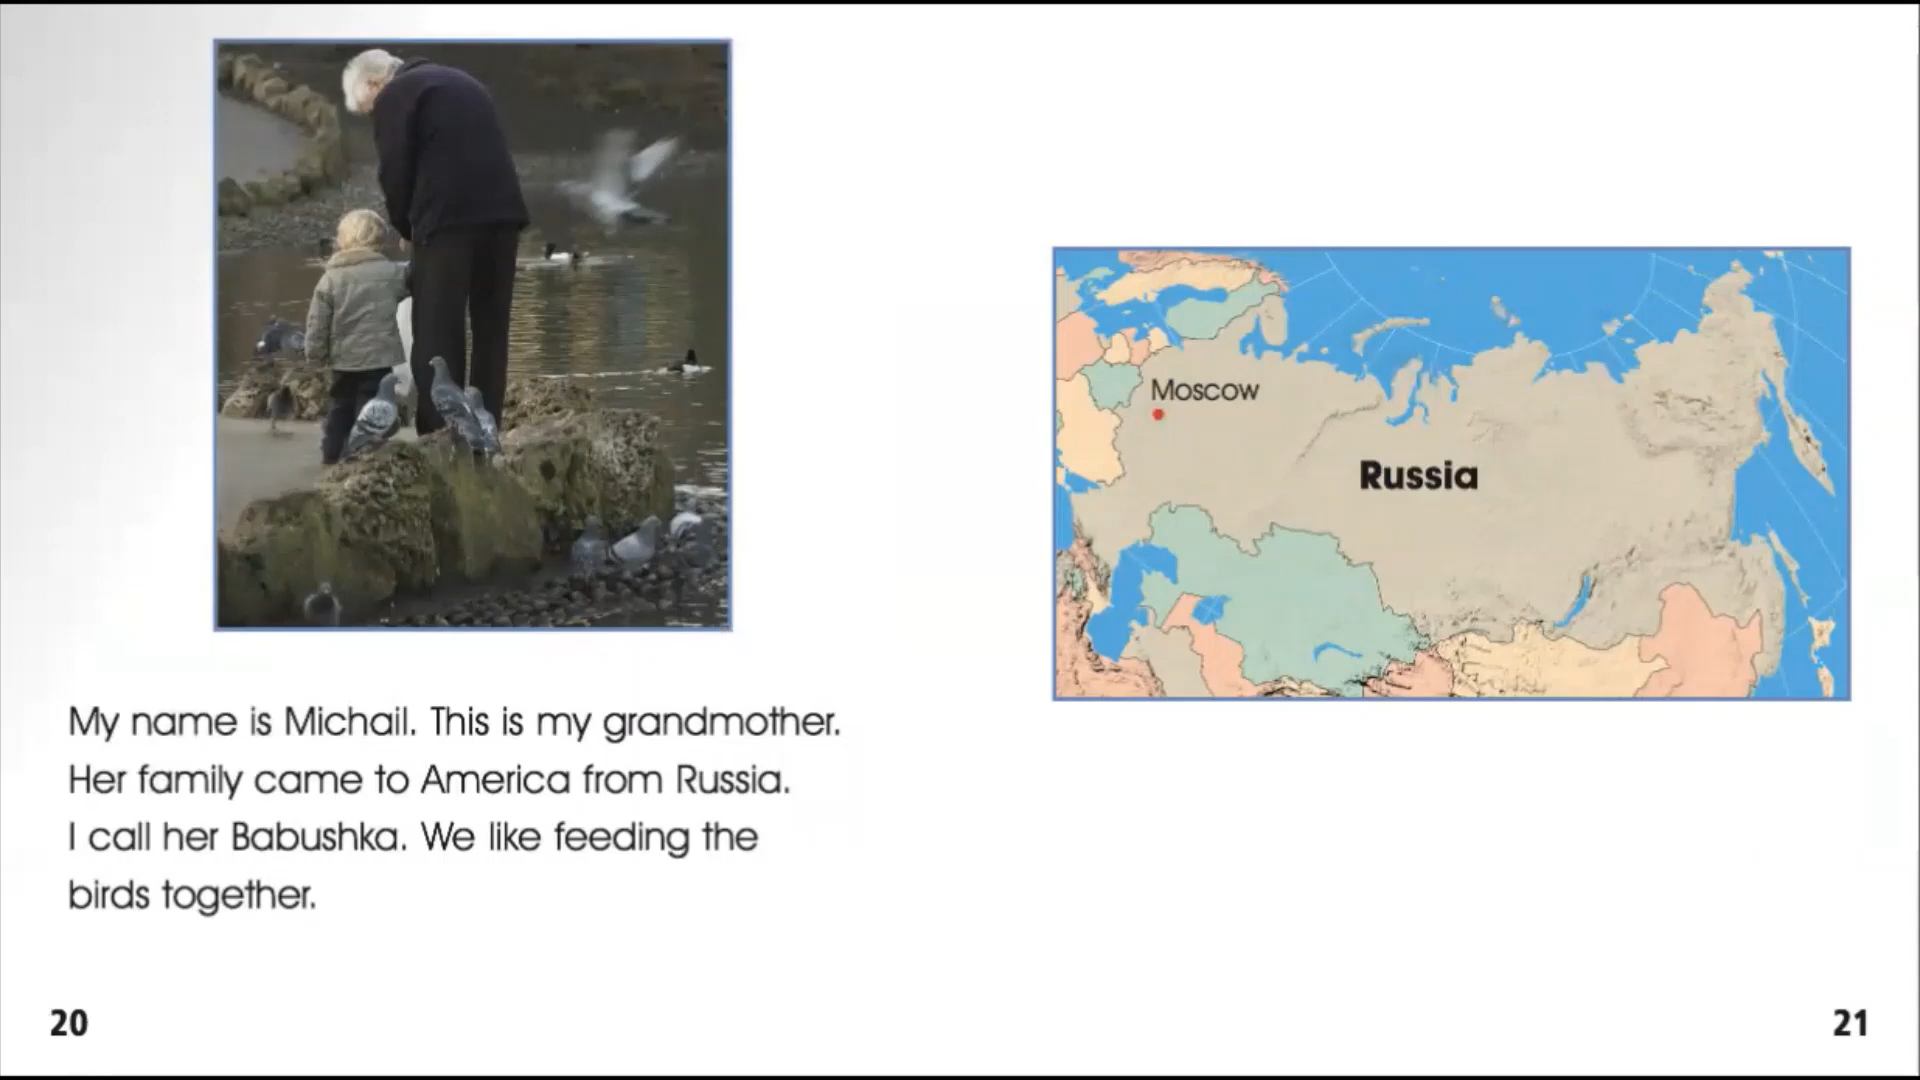 My name is Michail. This is my grandmother.
Her family came to America from Russia.
I call her Babushka. We like feeding the
birds together.
20
Moscow
Russia
21